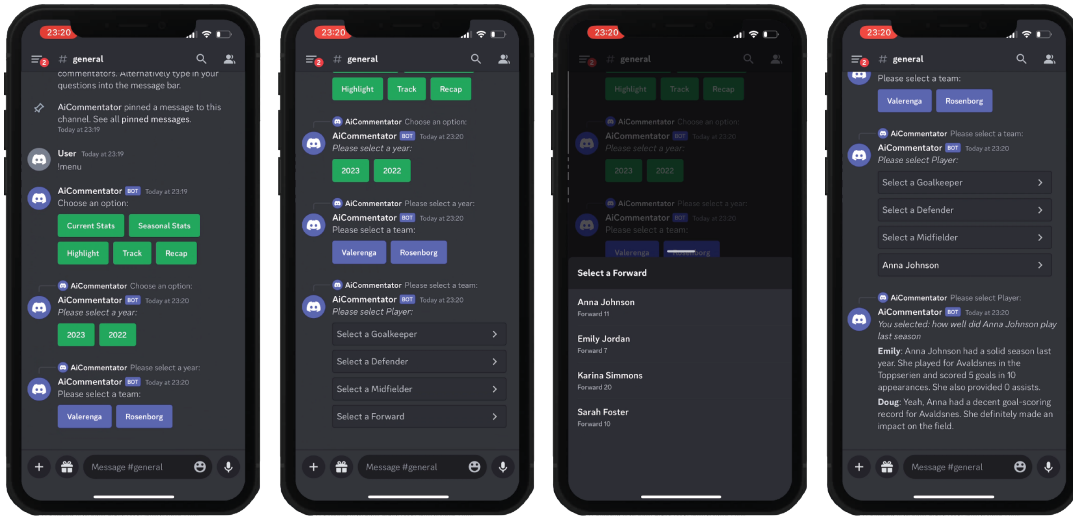 23:20
2
# general
commentators. Alternatively type in your
questions into the message bar.
AiCommentator pinned a message to this
channel. See all pinned messages.
Today at 23:19
User Today at 23:19
!menu
AiCommentator BOT Today at 23:19
Choose an option:
Current Stats Seasonal Stats
Highlight Track Recap
AiCommentator Choose an option:
AiCommentator BOT Today at 23:20
Please select a year:
2023 2022
AiCommentator Please select a year:
AiCommentator BOT Today at 23:20
Please select a team:
Valerenga Rosenborg
Message #general
23:20
2
# general
Highlight Track Recap
AiCommentator Choose an option:
AiCommentator BOT Today at 23:20
Please select a year:
2023 2022
AiCommentator Please select a year:
AiCommentator BOT Today at 23:20
Please select a team:
Valerenga Rosenborg
AiCommentator Please select a team:
AiCommentator BOT Today at 23:20
Please select Player:
Select a Goalkeeper
Select a Defender
Select a Midfielder
Select a Forward
Message #general
23:20
2
# general
Highlight Track Recap
AiCommentator Choose an option:
AiCommentator BOT Today at 23:20
Please select a year:
2023 2022
AiCommentator Please select a year:
AiCommentator BOT Today at 23:20
Please select a team:
Valerenga Rosenborg
Select a Forward
Anna Johnson
Forward 11
Emily Jordan
Forward 7
Karina Simmons
Forward 20
Sarah Foster
Forward 10
23:20
2
# general
Please select a team:
Valerenga Rosenborg
AiCommentator Please select a team:
AiCommentator BOT Today at 23:20
Please select Player:
Select a Goalkeeper
Select a Defender
Select a Midfielder
Anna Johnson
AiCommentator Please select Player:
AiCommentator BOT Today at 23:20
You selected: how well did Anna Johnson play
last season
Emily: Anna Johnson had a solid season last
year. She played for Avaldsnes in the
Toppserien and scored 5 goals in 10
appearances. She also provided 0 assists.
Doug: Yeah, Anna had a decent goal-scoring
record for Avaldsnes. She definitely made an
impact on the field.
Message #general